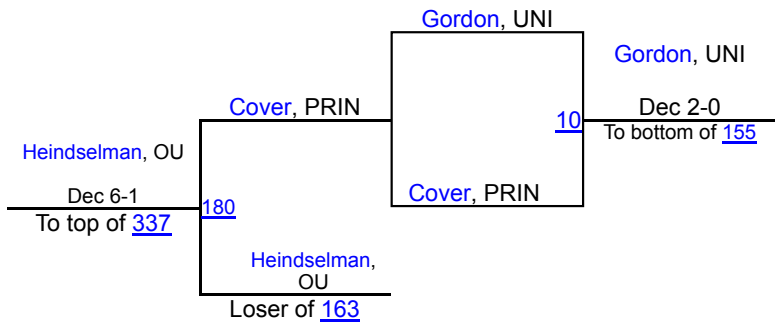 Gordon, UNI
Gordon, UNI
Cover, PRIN
10
Dec 2-0
To bottom of 155
Heindselman, OU
Dec 6-1
Cover, PRIN
180
To top of 337
Heindselman,
OU
Loser of 163